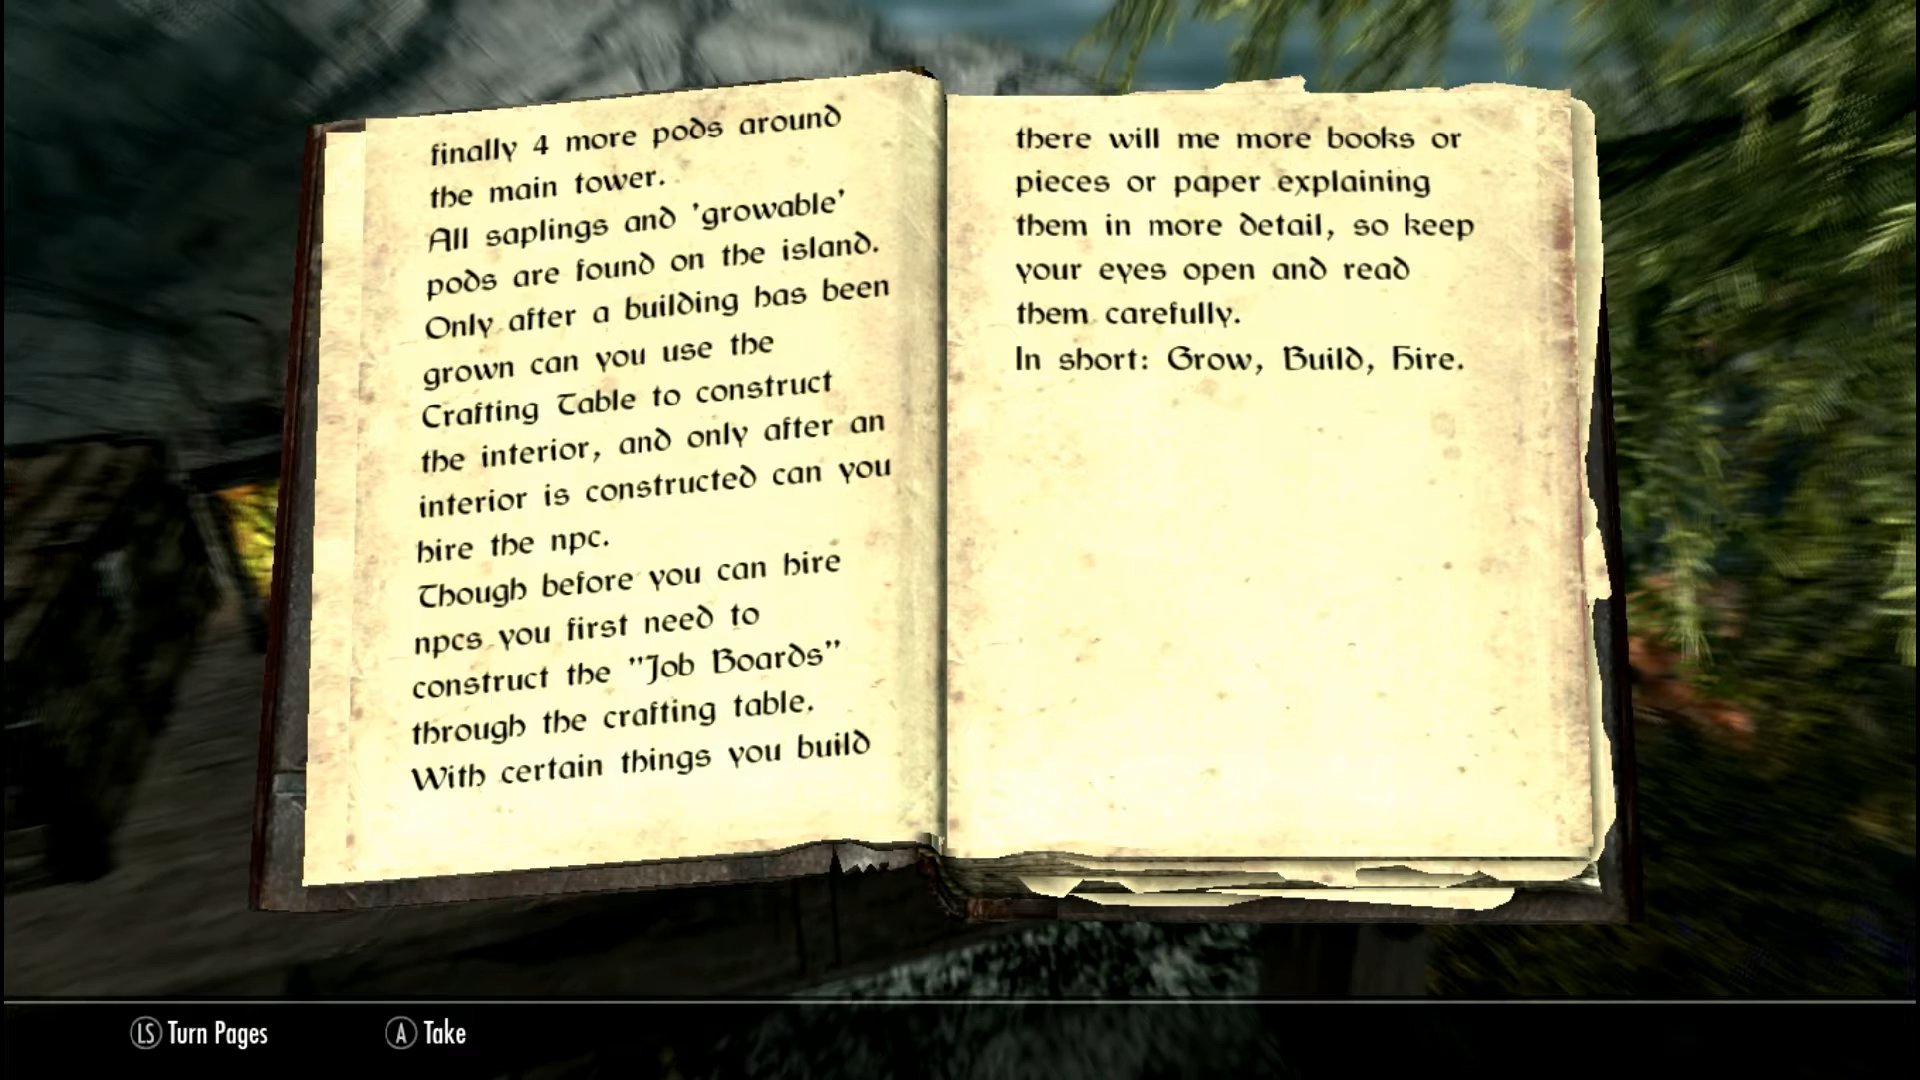 finally 4 more pods around
the main tower.
All saplings and 'growable'
pods are found on the island.
Only after a building has been
grown can you use the
Crafting Table to construct
the interior, and only after an
interior is constructed can you
hire the npc.
Though before you can hire
npcs you first need to
construct the "Job Boards"
through the crafting table.
With certain things you build
there will me more books or
pieces or paper explaining
them in more detail, so keep
your eyes open and read
them carefully.
In short: Grow, Build, Hire.
LS Turn Pages
A Take